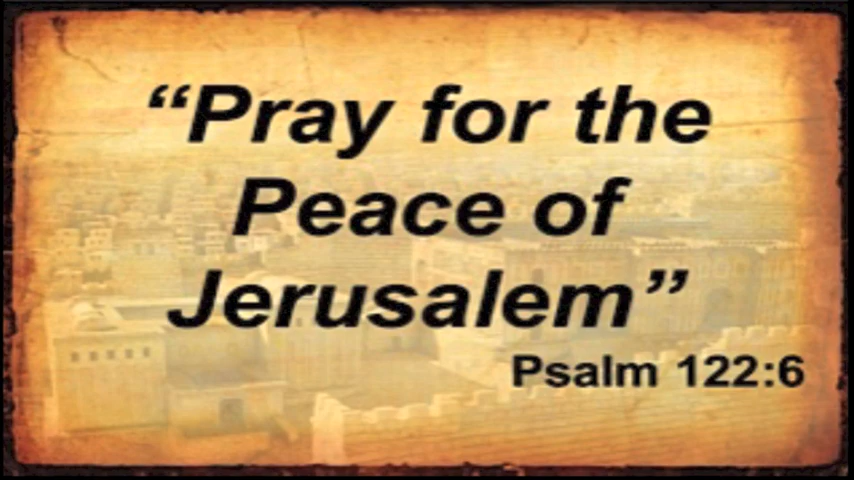 “Pray for the
Peace of
Jerusalem”
Psalm 122:6